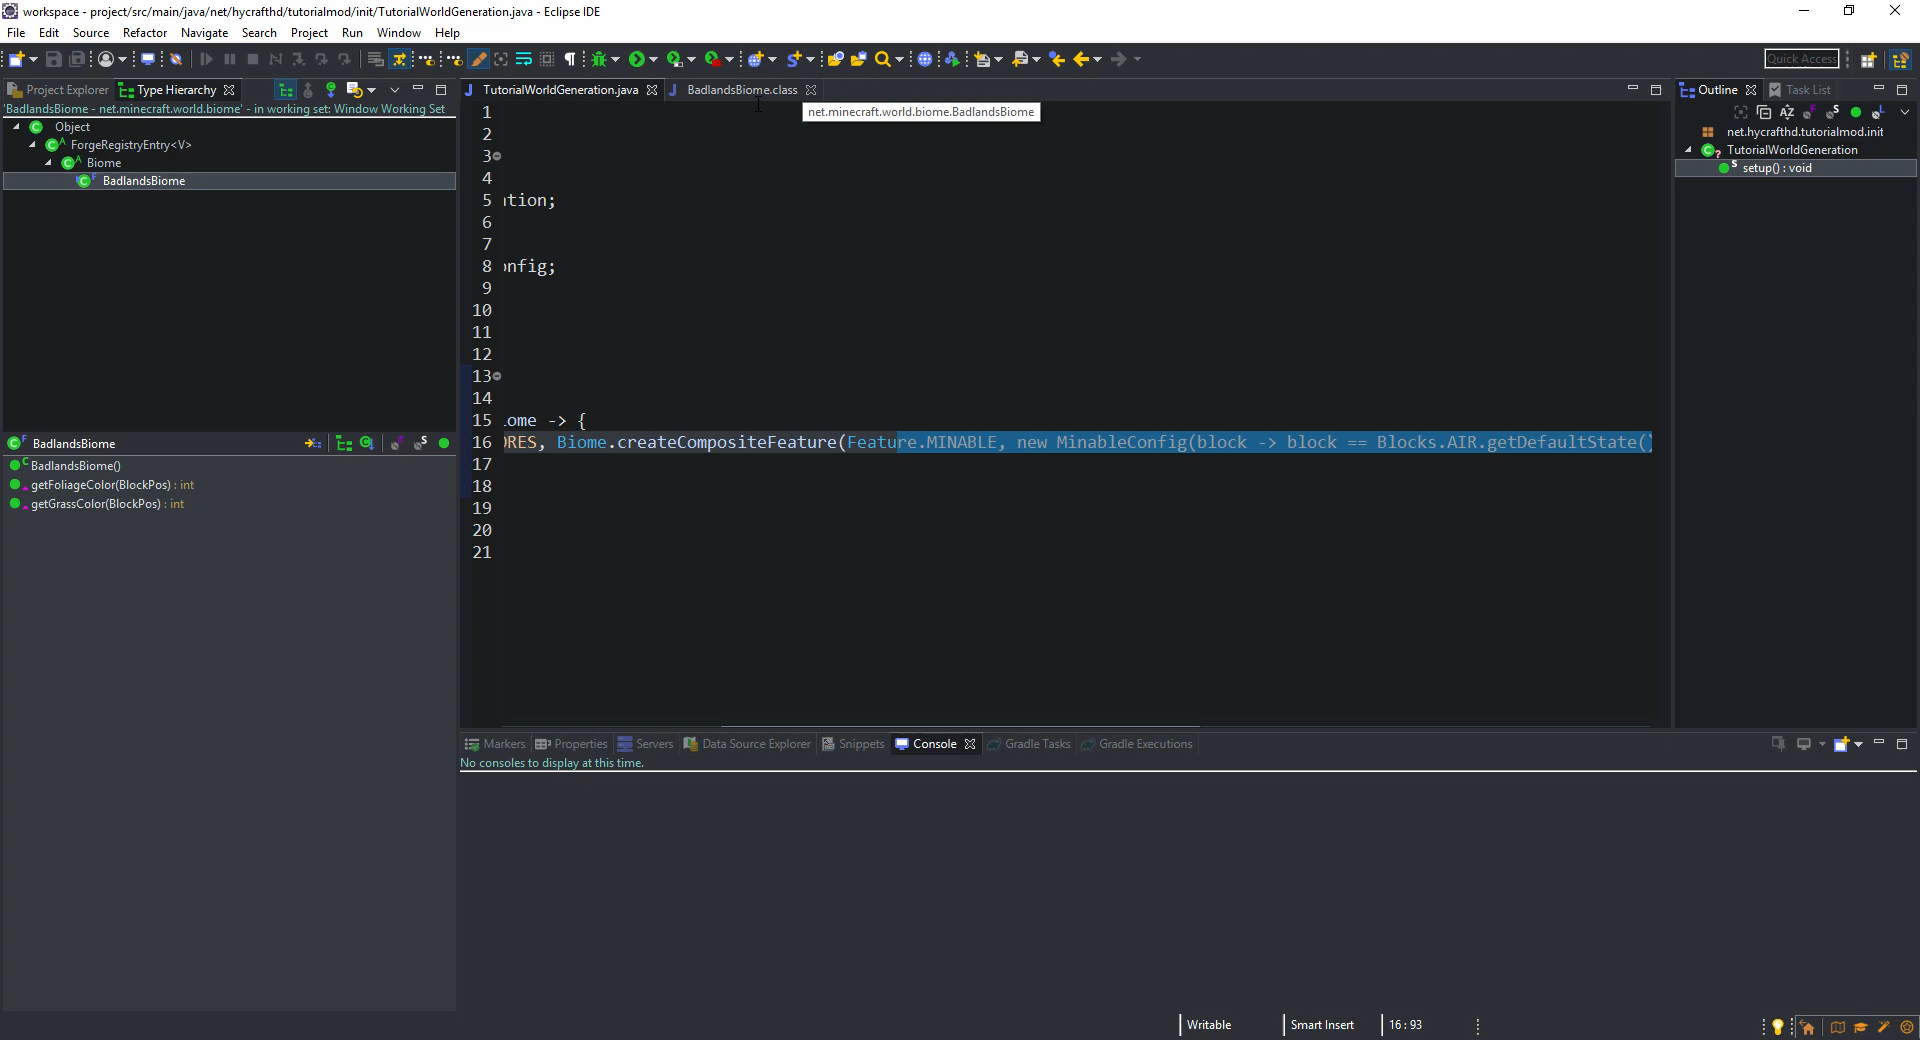 workspace - project/src/main/java/net/hycrafthd/tutorialmod/init/TutorialWorldGeneration.java - Eclipse IDE
File Edit Source Refactor Navigate Search Project Run Window Help
Quick Access
Project Explorer Type Hierarchy
'BadlandsBiome - net.minecraft.world.biome' - in working set: Window Working Set
Object
ForgeRegistryEntry<V>
Biome
BadlandsBiome
BadlandsBiome
BadlandsBiome()
getFoliageColor(BlockPos) : int
getGrassColor(BlockPos) : int
TutorialWorldGeneration.java BadlandsBiome.class
net.minecraft.world.biome.BadlandsBiome
1
2
3
4
5 ation;
6
7
8 onfig;
9
10
11
12
13
14
15 iome -> {
16 ORES, Biome.createCompositeFeature(Feature.MINABLE, new MinableConfig(block -> block == Blocks.AIR.getDefaultState()
17
18
19
20
21
Outline Task List
net.hycrafthd.tutorialmod.init
TutorialWorldGeneration
setup() : void
Markers Properties Servers Data Source Explorer Snippets Console Gradle Tasks Gradle Executions
No consoles to display at this time.
Writable Smart Insert 16 : 93